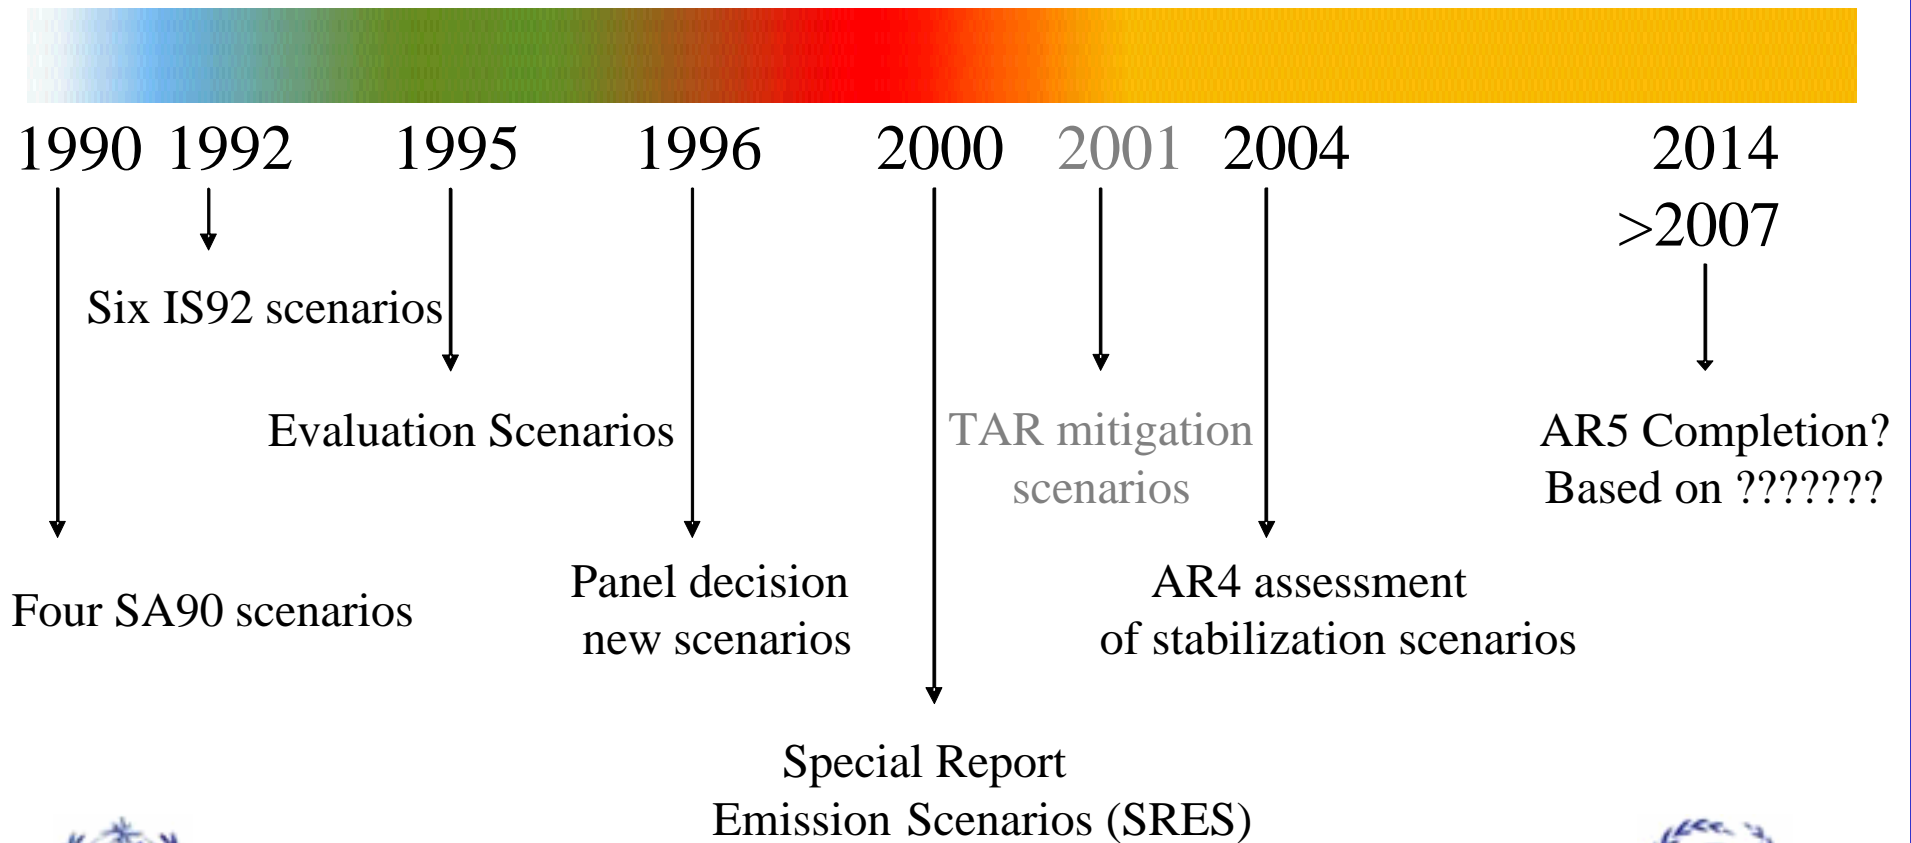 1990 1992 1995 1996 2000 2001 2004 2014
>2007
Six IS92 scenarios
Evaluation Scenarios
TAR mitigation
scenarios
AR5 Completion?
Based on ???????
Four SA90 scenarios
Panel decision
new scenarios
AR4 assessment
of stabilization scenarios
Special Report
Emission Scenarios (SRES)